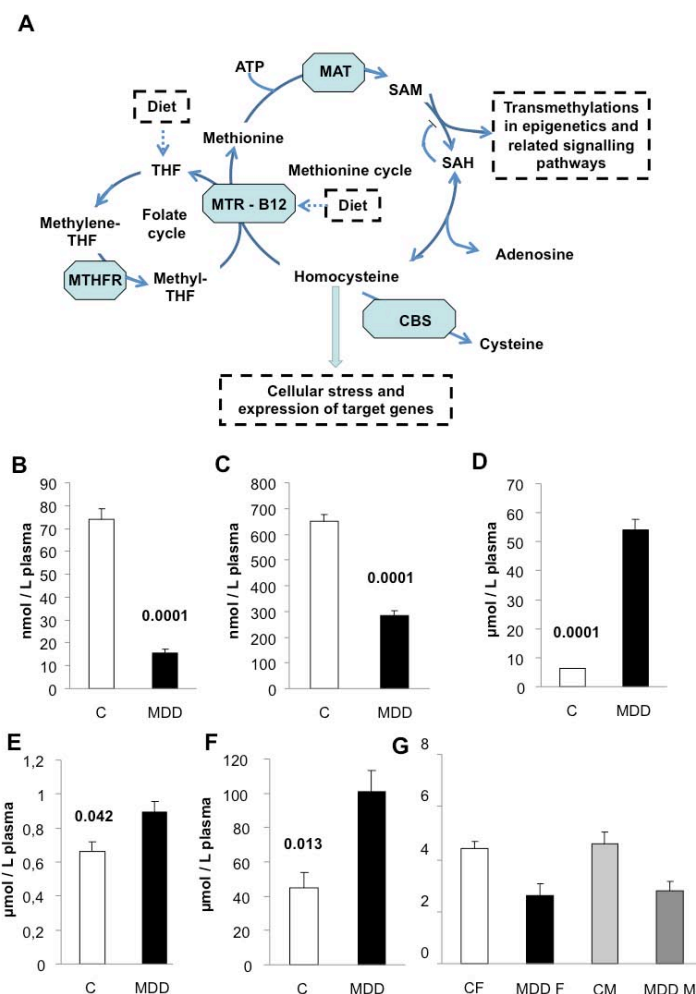 A
ATP
MAT
SAM
Diet
Transmethylations
in epigenetics and
related signalling
pathways
Methionine
THF
Methionine cycle
SAH
Methylene-
THF
Folate
cycle
MTR - B12
Diet
Adenosine
MTHFR
Methyl-
THF
Homocysteine
CBS
Cysteine
Cellular stress and
expression of target genes
B
nmol / L plasma
90
80
70
60
50
40
30
20
10
0
0.0001
C
MDD
C
nmol / L plasma
800
700
600
500
400
300
200
100
0
0.0001
C
MDD
D
µmol / L plasma
70
60
50
40
30
20
10
0
0.0001
C
MDD
E
µmol / L plasma
1,2
1
0,8
0,6
0,4
0,2
0
0.042
C
MDD
F
µmol / L plasma
120
100
80
60
40
20
0
0.013
C
MDD
G
8
6
4
2
0
CF
MDD F
CM
MDD M